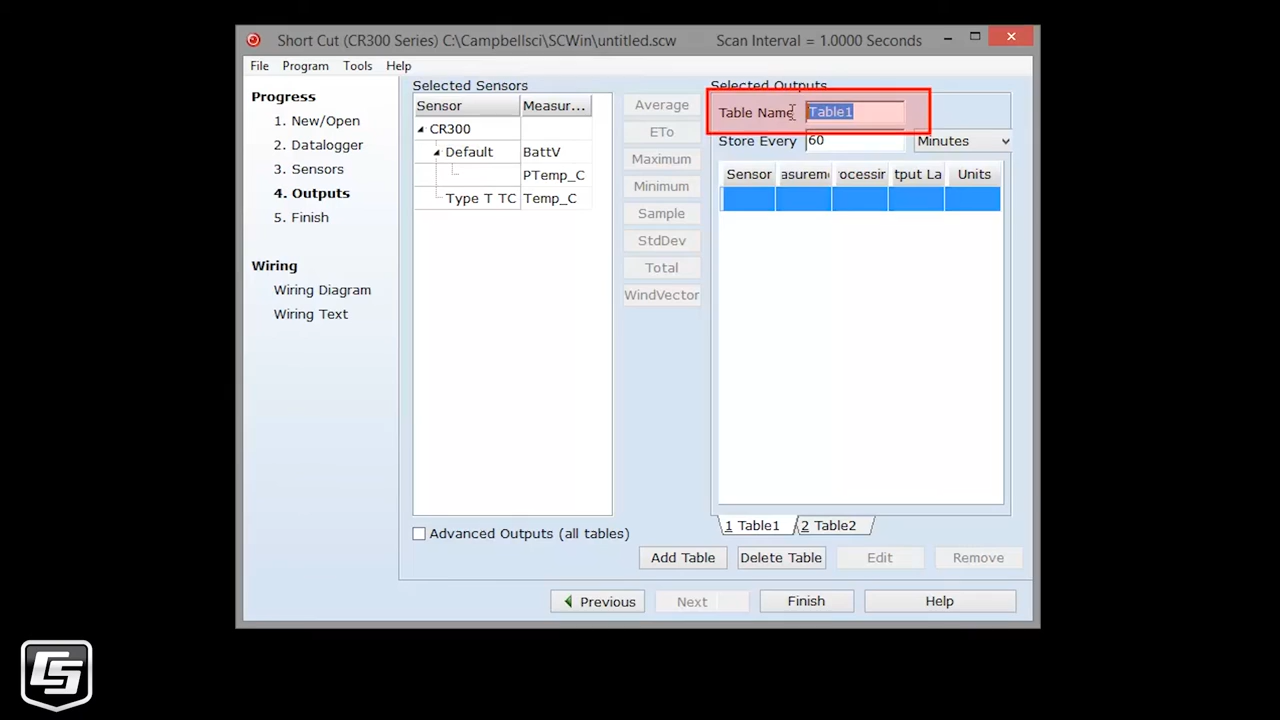 Short Cut (CR300 Series) C:\Campbellsci\SCWin\untitled.scw Scan Interval = 1.0000 Seconds
File Program Tools Help
Progress
1. New/Open
2. Datalogger
3. Sensors
4. Outputs
5. Finish
Wiring
Wiring Diagram
Wiring Text
Selected Sensors
Sensor Measur...
CR300
Default BattV
PTemp_C
Type T TC Temp_C
Advanced Outputs (all tables)
Average
ETo
Maximum
Minimum
Sample
StdDev
Total
WindVector
Selected Outputs
Table Name Table1
Store Every 60 Minutes
Sensor asurem rocessin tput La Units
1 Table1 2 Table2
Add Table Delete Table Edit Remove
Previous Next Finish Help